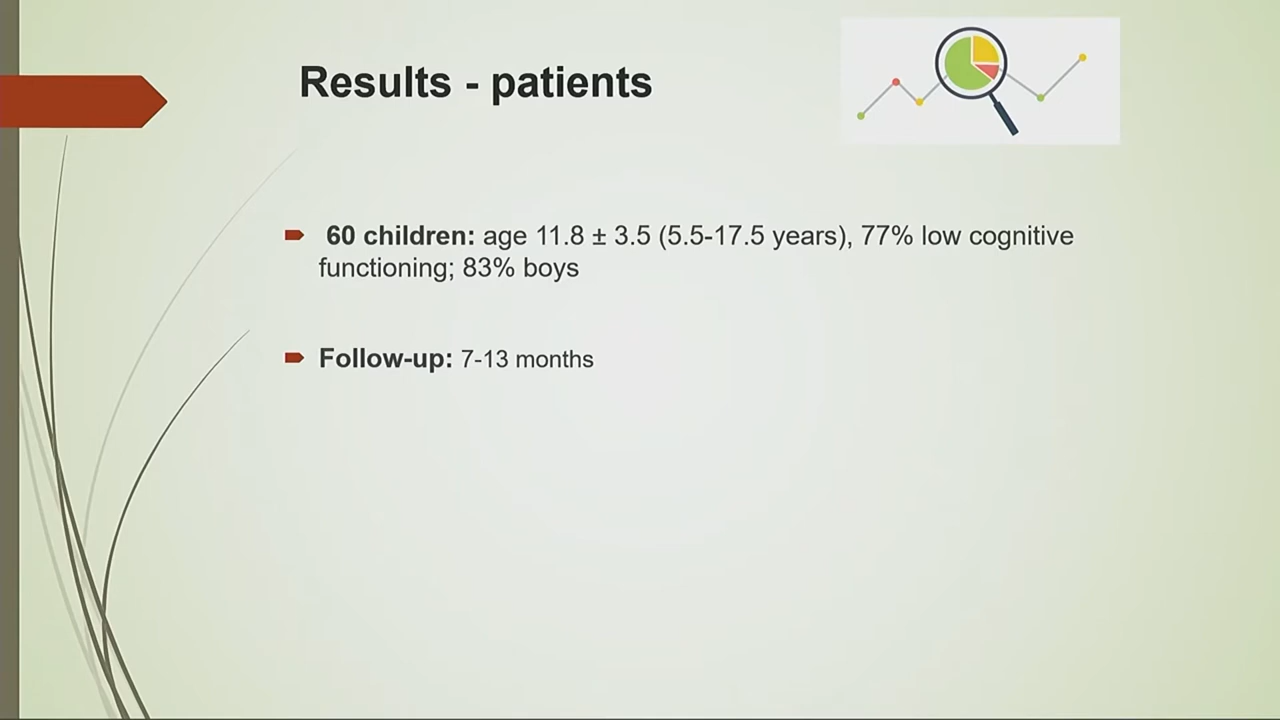 Results - patients
60 children: age 11.8 ± 3.5 (5.5-17.5 years), 77% low cognitive
functioning; 83% boys
Follow-up: 7-13 months